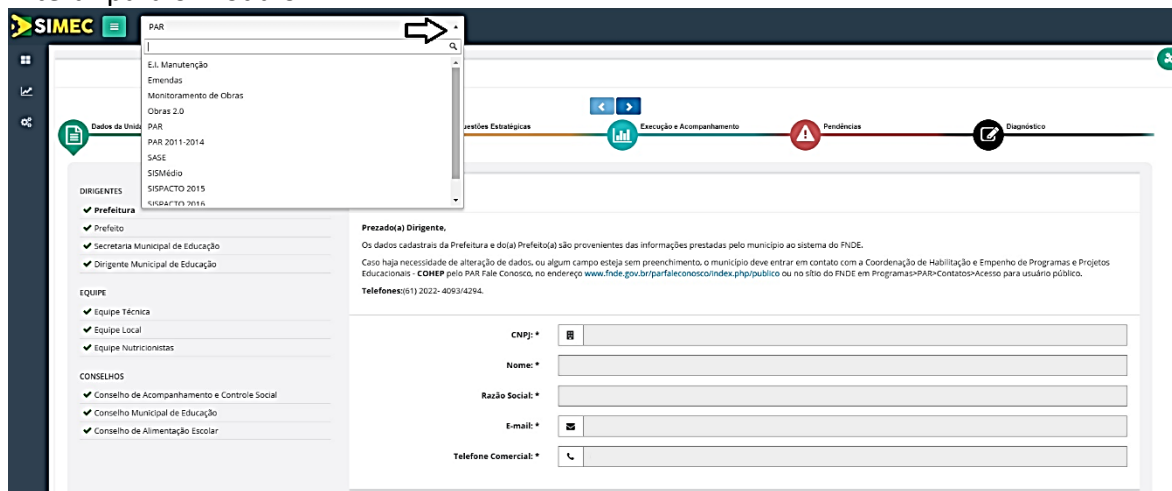 SIMEC
PAR
E.I. Manutenção
Emendas
Monitoramento de Obras
Obras 2.0
PAR
PAR 2011-2014
SASE
SISMédio
SISPACTO 2015
SISPACTO 2016
Dados da
Estratégicas
Execução e Acompanhamento
Pendências
Diagnóstico
DIRIGENTES
Prefeitura
Prefeito
Secretaria Municipal de Educação
Dirigente Municipal de Educação
EQUIPE
Equipe Técnica
Equipe Local
Equipe Nutricionistas
CONSELHOS
Conselho de Acompanhamento e Controle Social
Conselho Municipal de Educação
Conselho de Alimentação Escolar
Prezado(a) Dirigente,
Os dados cadastrais da Prefeitura e do(a) Prefeito(a) são provenientes das informações prestadas pelo município ao sistema do FNDE.
Caso haja necessidade de alteração de dados, ou algum campo esteja sem preenchimento, o município deve entrar em contato com a Coordenação de Habilitação e Empenho de Programas e Projetos
Educacionais - COHEP pelo PAR Fale Conosco, no endereço www.fnde.gov.br/parfaleconosco/index.php/publico ou no sítio do FNDE em Programas>PAR>Contatos>Acesso para usuário público.
Telefones:(61) 2022- 4093/4294.
CNPJ: *
Nome: *
Razão Social: *
E-mail: *
Telefone Comercial: *